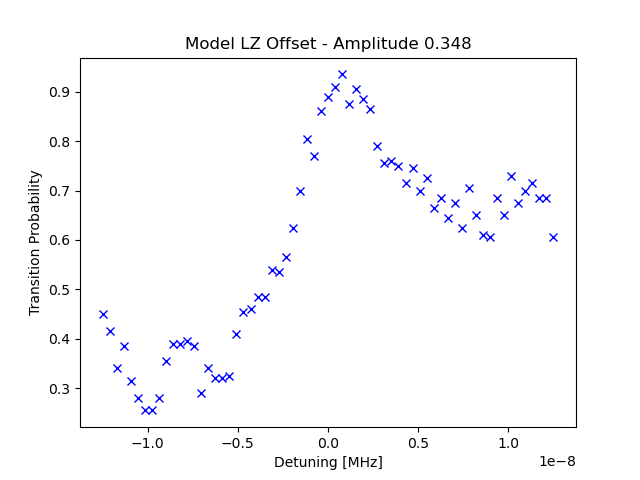 Model LZ Offset - Amplitude 0.348
Transition Probability
0.9
0.8
0.7
0.6
0.5
0.4
0.3
−1.0 −0.5 0.0 0.5 1.0
1e−8
Detuning [MHz]